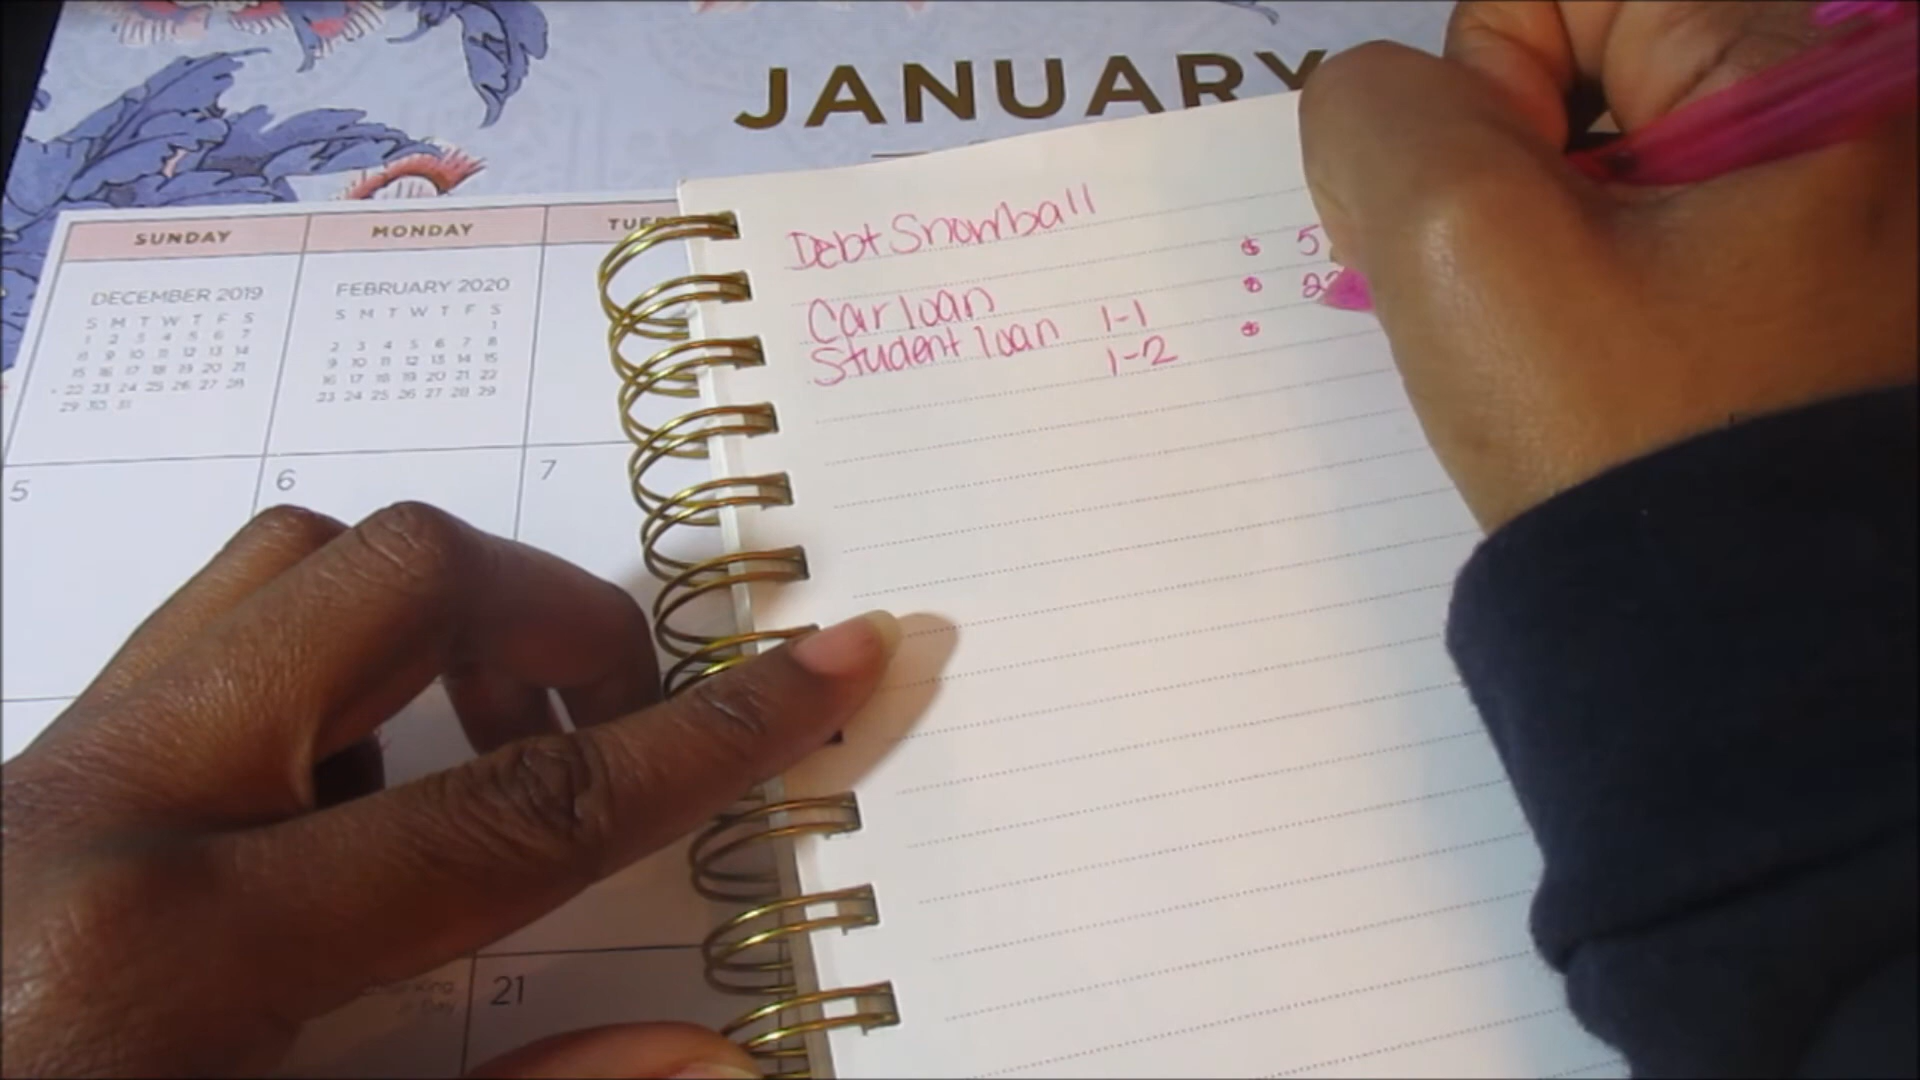 JANUARY
SUNDAY MONDAY
DECEMBER 2019
S M T W T F S
1 2 3 4 5 6 7
8 9 10 11 12 13 14
15 16 17 18 19 20 21
22 23 24 25 26 27 28
29 30 31
FEBRUARY 2020
S M T W T F S
1
2 3 4 5 6 7 8
9 10 11 12 13 14 15
16 17 18 19 20 21 22
23 24 25 26 27 28 29
5 6 7
21
Debt Snowball
Car loan $ 5
Student loan 1-1 $ 22
1-2 $